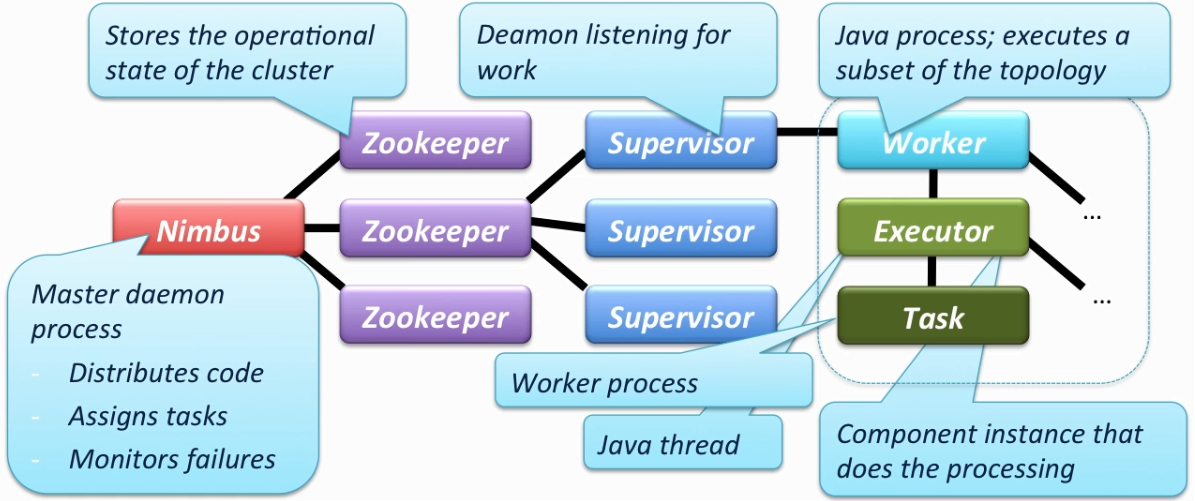 Stores the operational
state of the cluster
Deamon listening for
work
Java process; executes a
subset of the topology
Zookeeper
Supervisor
Worker
...
Nimbus
Zookeeper
Supervisor
Executor
Master daemon
process
- Distributes code
- Assigns tasks
- Monitors failures
Zookeeper
Supervisor
Task
...
Worker process
Java thread
Component instance that
does the processing